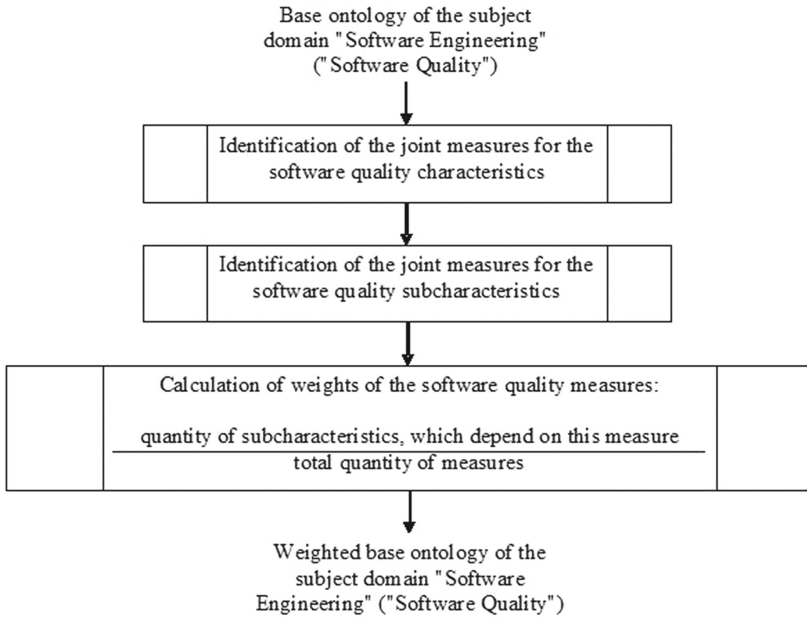 Base ontology of the subject
domain "Software Engineering"
("Software Quality")
Identification of the joint measures for the
software quality characteristics
Identification of the joint measures for the
software quality subcharacteristics
Calculation of weights of the software quality measures:
quantity of subcharacteristics, which depend on this measure
total quantity of measures
Weighted base ontology of the
subject domain "Software
Engineering" ("Software Quality")